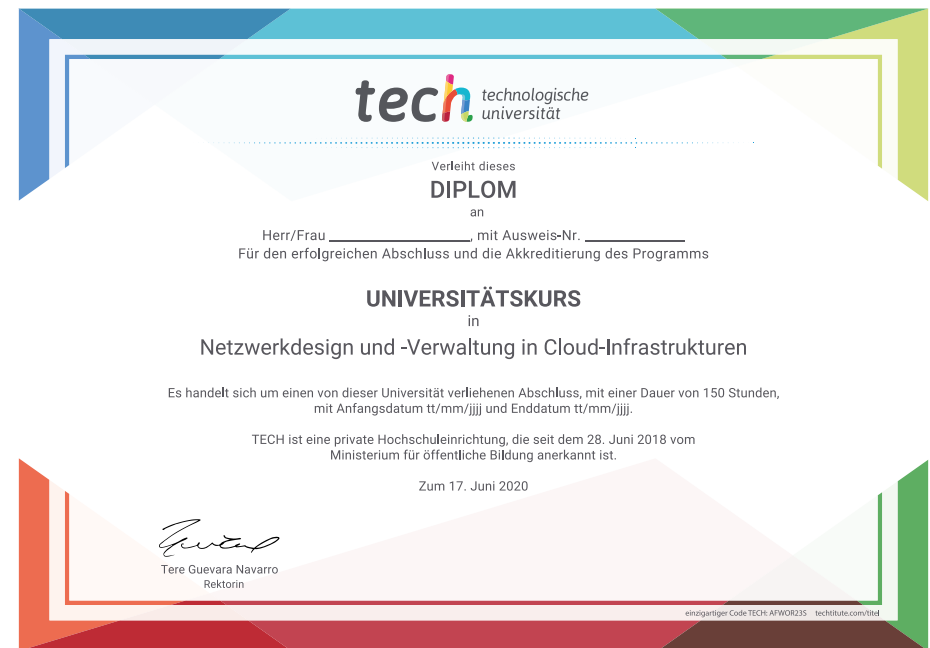 tech technologische
universität
Verleiht dieses
DIPLOM
an
Herr/Frau ____________, mit Ausweis-Nr. ____________
Für den erfolgreichen Abschluss und die Akkreditierung des Programms
UNIVERSITÄTSKURS
in
Netzwerkdesign und -Verwaltung in Cloud-Infrastrukturen
Es handelt sich um einen von dieser Universität verliehenen Abschluss, mit einer Dauer von 150 Stunden,
mit Anfangsdatum tt/mm/jjjj und Enddatum tt/mm/jjjj.
TECH ist eine private Hochschuleinrichtung, die seit dem 28. Juni 2018 vom
Ministerium für öffentliche Bildung anerkannt ist.
Zum 17. Juni 2020
Tere Guevara Navarro
Rektorin
einzigartiger Code TECH: AFWOR23S techtitute.com/titel